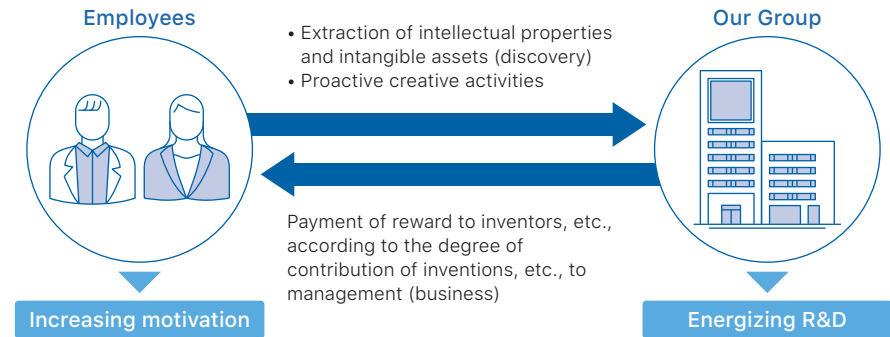 Employees
• Extraction of intellectual properties
and intangible assets (discovery)
• Proactive creative activities
Our Group
Payment of reward to inventors, etc.,
according to the degree of
contribution of inventions, etc., to
management (business)
Increasing motivation
Energizing R&D